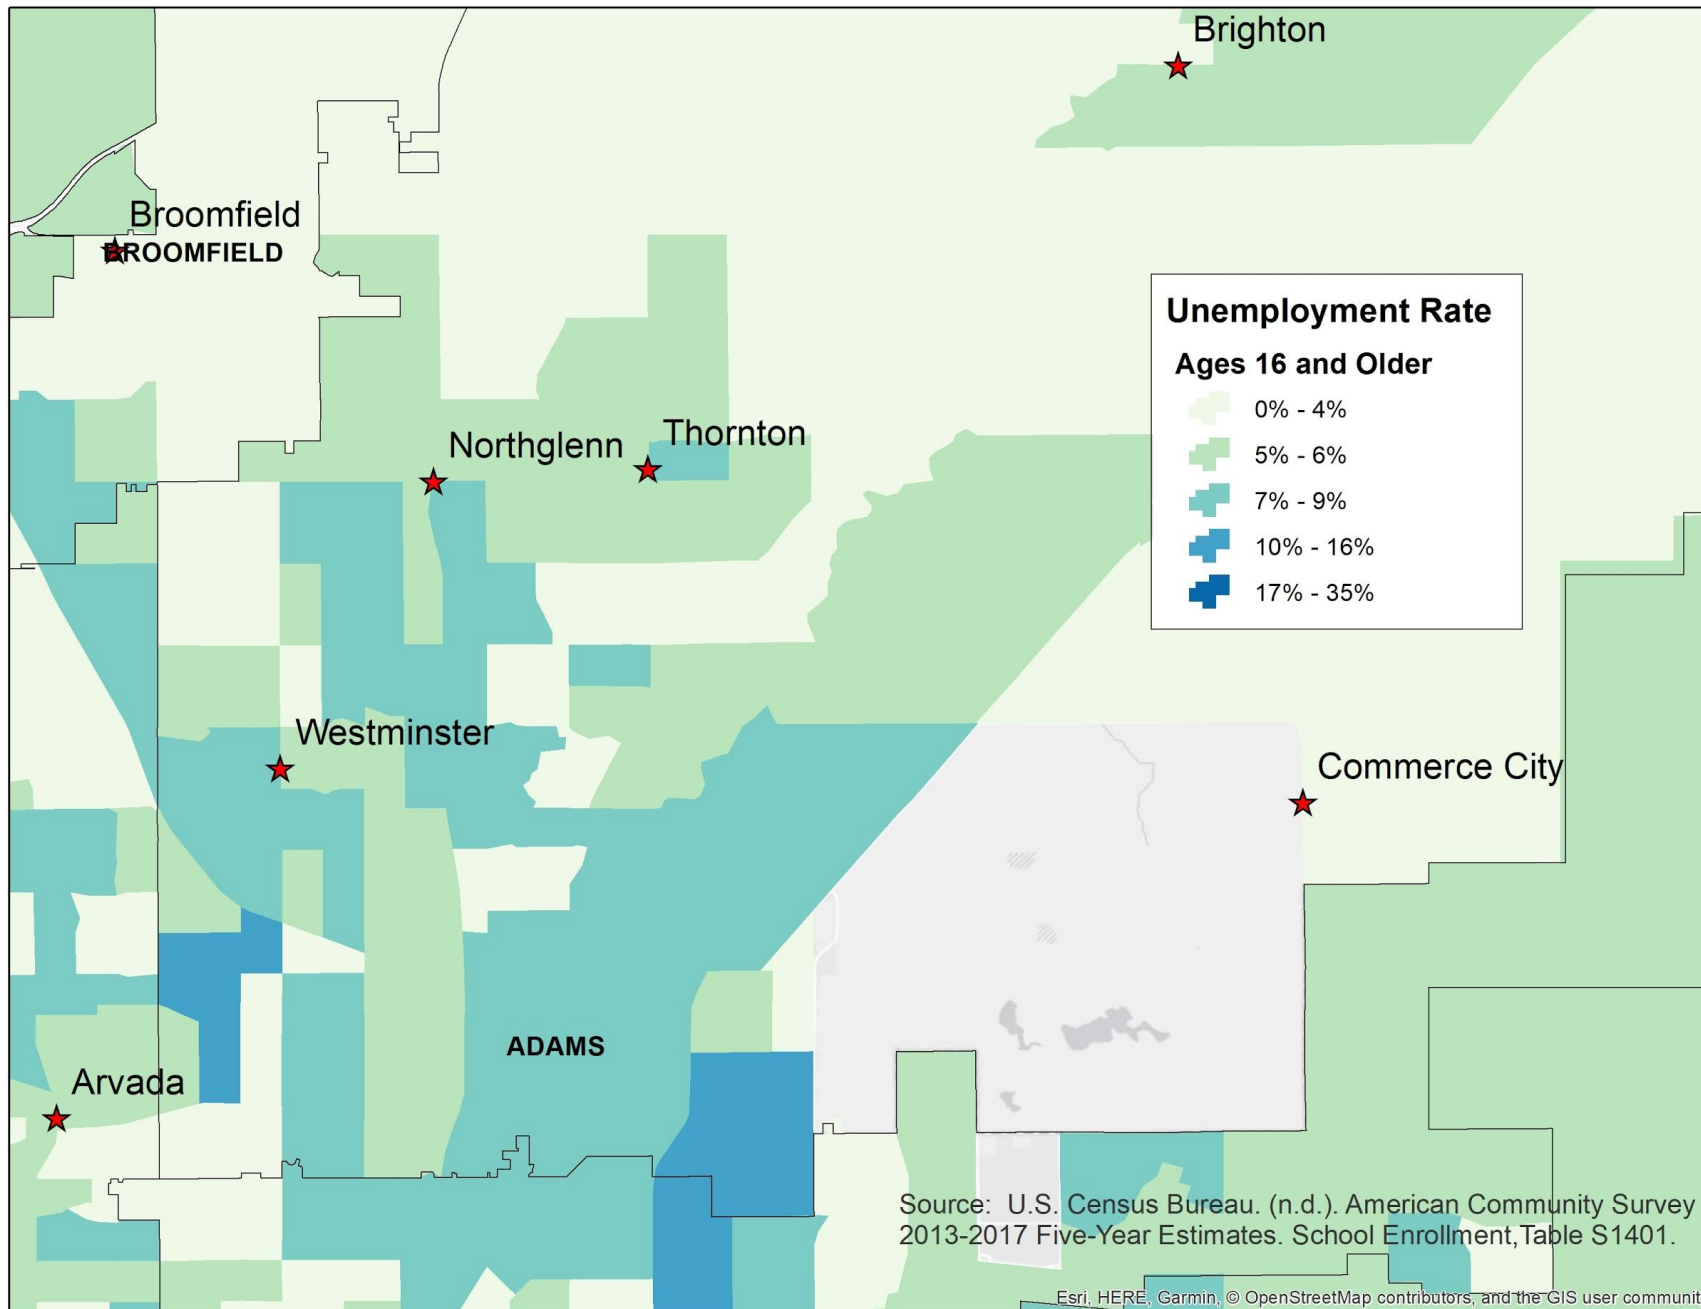 Brighton
Broomfield
BROOMFIELD
Unemployment Rate
Ages 16 and Older
0% - 4%
5% - 6%
7% - 9%
10% - 16%
17% - 35%
Northglenn
Thornton
Westminster
Commerce City
ADAMS
Arvada
Source: U.S. Census Bureau. (n.d.). American Community Survey
2013-2017 Five-Year Estimates. School Enrollment,Table S1401.
Esri, HERE, Garmin, © OpenStreetMap contributors, and the GIS user communit